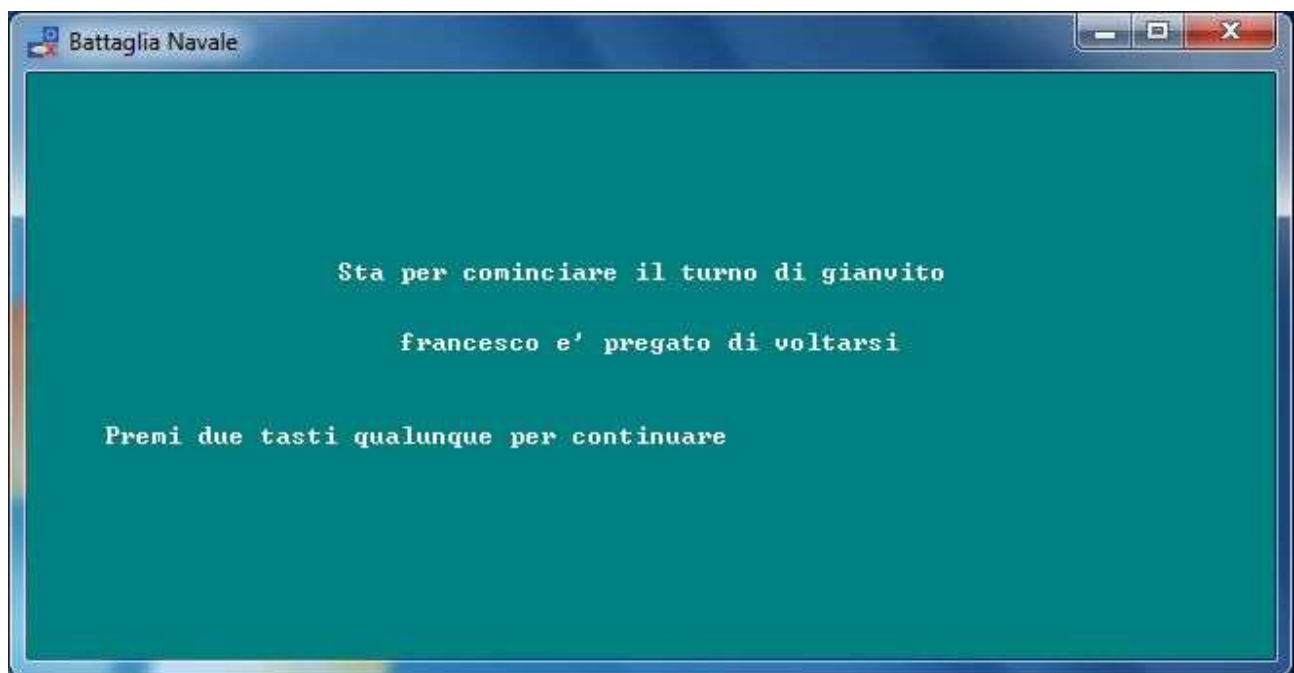 Battaglia Navale
Sta per cominciare il turno di gianvito
francesco e' pregato di voltarsi
Premi due tasti qualunque per continuare